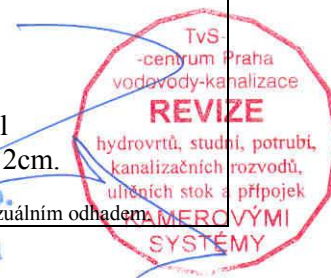 l
2cm.
zuálním odhadem
TvS-
-centrum Praha
vodovody-kanalizace
REVIZE
hydrovrtů, studní, potrubí,
kanalizačních rozvodů,
uličních stok a přípojek
KAMEROVÝMI
SYSTÉMY